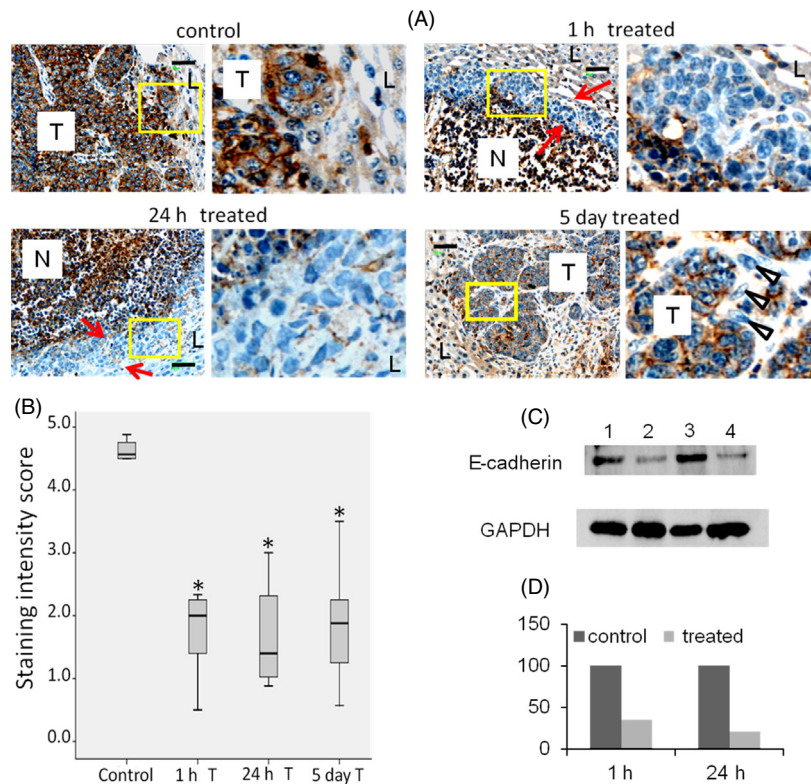 (A)
control
1 h treated
T
L
T
L
L
N
L
24 h treated
5 day treated
N
L
L
T
L
T
(B)
Staining intensity score
5.0
4.0
3.0
2.0
1.0
0.0
*
*
*
Control
1 h T
24 h T
5 day T
(C)
1 2 3 4
E-cadherin
GAPDH
(D)
150
100
50
0
control
treated
1 h
24 h